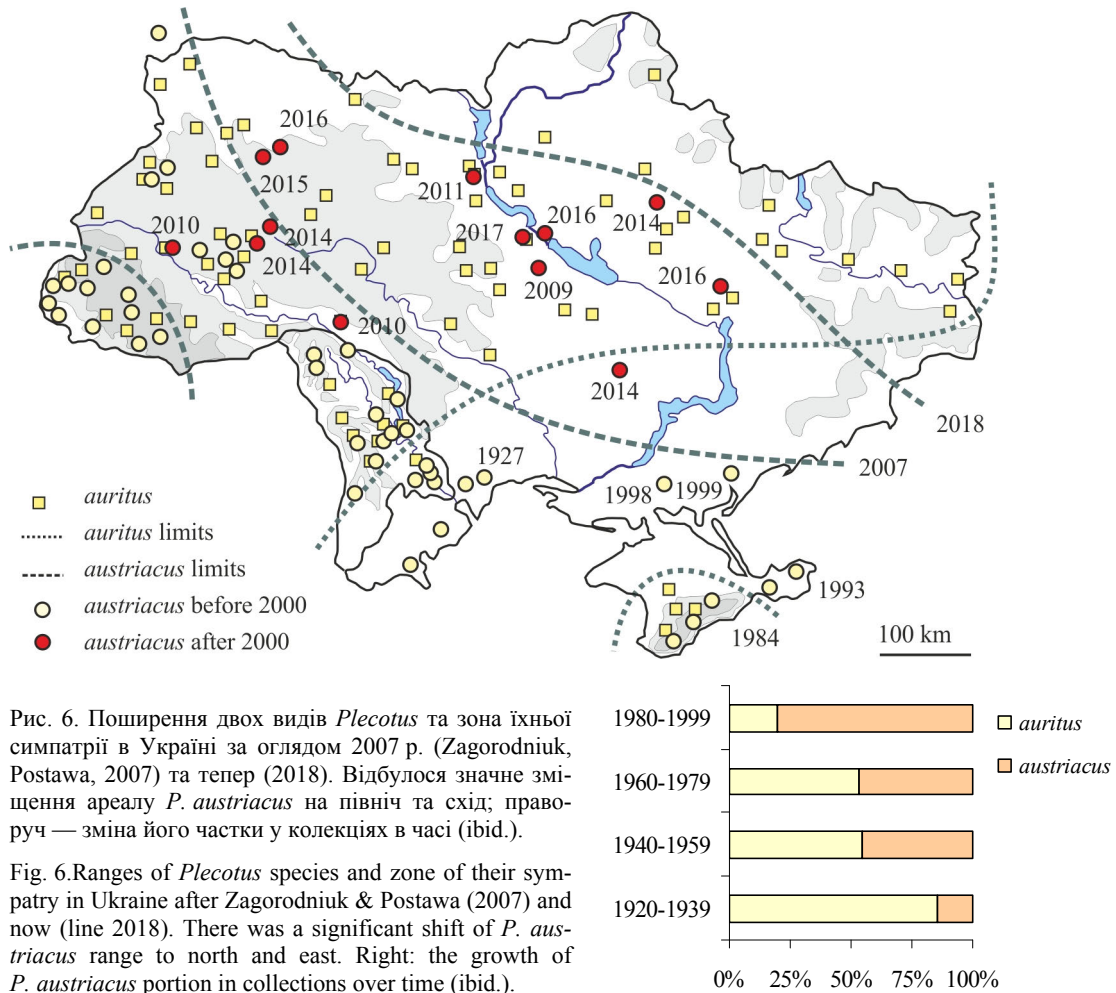 2016
2015
2011
2010
2014
2014
2016
2017
2014
2009
2016
2010
2014
2018
2007
1927
1998
1999
1993
1984
100 km
auritus
auritus limits
austriacus limits
austriacus before 2000
austriacus after 2000
Рис. 6. Поширення двох видів Plecotus та зона їхньої
симпатрії в Україні за оглядом 2007 р. (Zagorodniuk,
Postawa, 2007) та тепер (2018). Відбулося значне змі-
щення ареалу P. austriacus на північ та схід; право-
руч — зміна його частки у колекціях в часі (ibid.).
Fig. 6.Ranges of Plecotus species and zone of their sym-
patry in Ukraine after Zagorodniuk & Postawa (2007) and
now (line 2018). There was a significant shift of P. aus-
triacus range to north and east. Right: the growth of
P. austriacus portion in collections over time (ibid.).
1980-1999
1960-1979
1940-1959
1920-1939
0% 25% 50% 75% 100%
auritus
austriacus